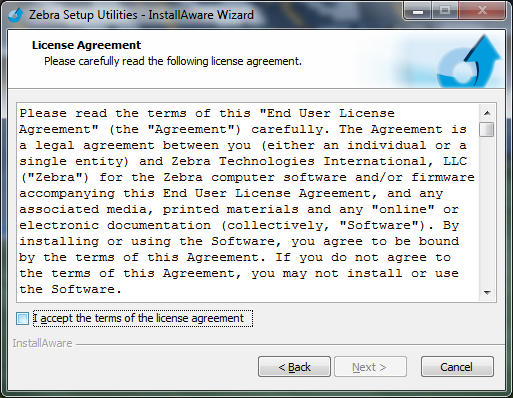 Zebra Setup Utilities - InstallAware Wizard
License Agreement
Please carefully read the following license agreement.
Please read the terms of this "End User License
Agreement" (the "Agreement") carefully. The Agreement is
a legal agreement between you (either an individual or a
single entity) and Zebra Technologies International, LLC
("Zebra") for the Zebra computer software and/or firmware
accompanying this End User License Agreement, and any
associated media, printed materials and any "online" or
electronic documentation (collectively, "Software"). By
installing or using the Software, you agree to be bound
by the terms of this Agreement. If you do not agree to
the terms of this Agreement, you may not install or use
the Software.
I accept the terms of the license agreement
InstallAware
< Back
Next >
Cancel